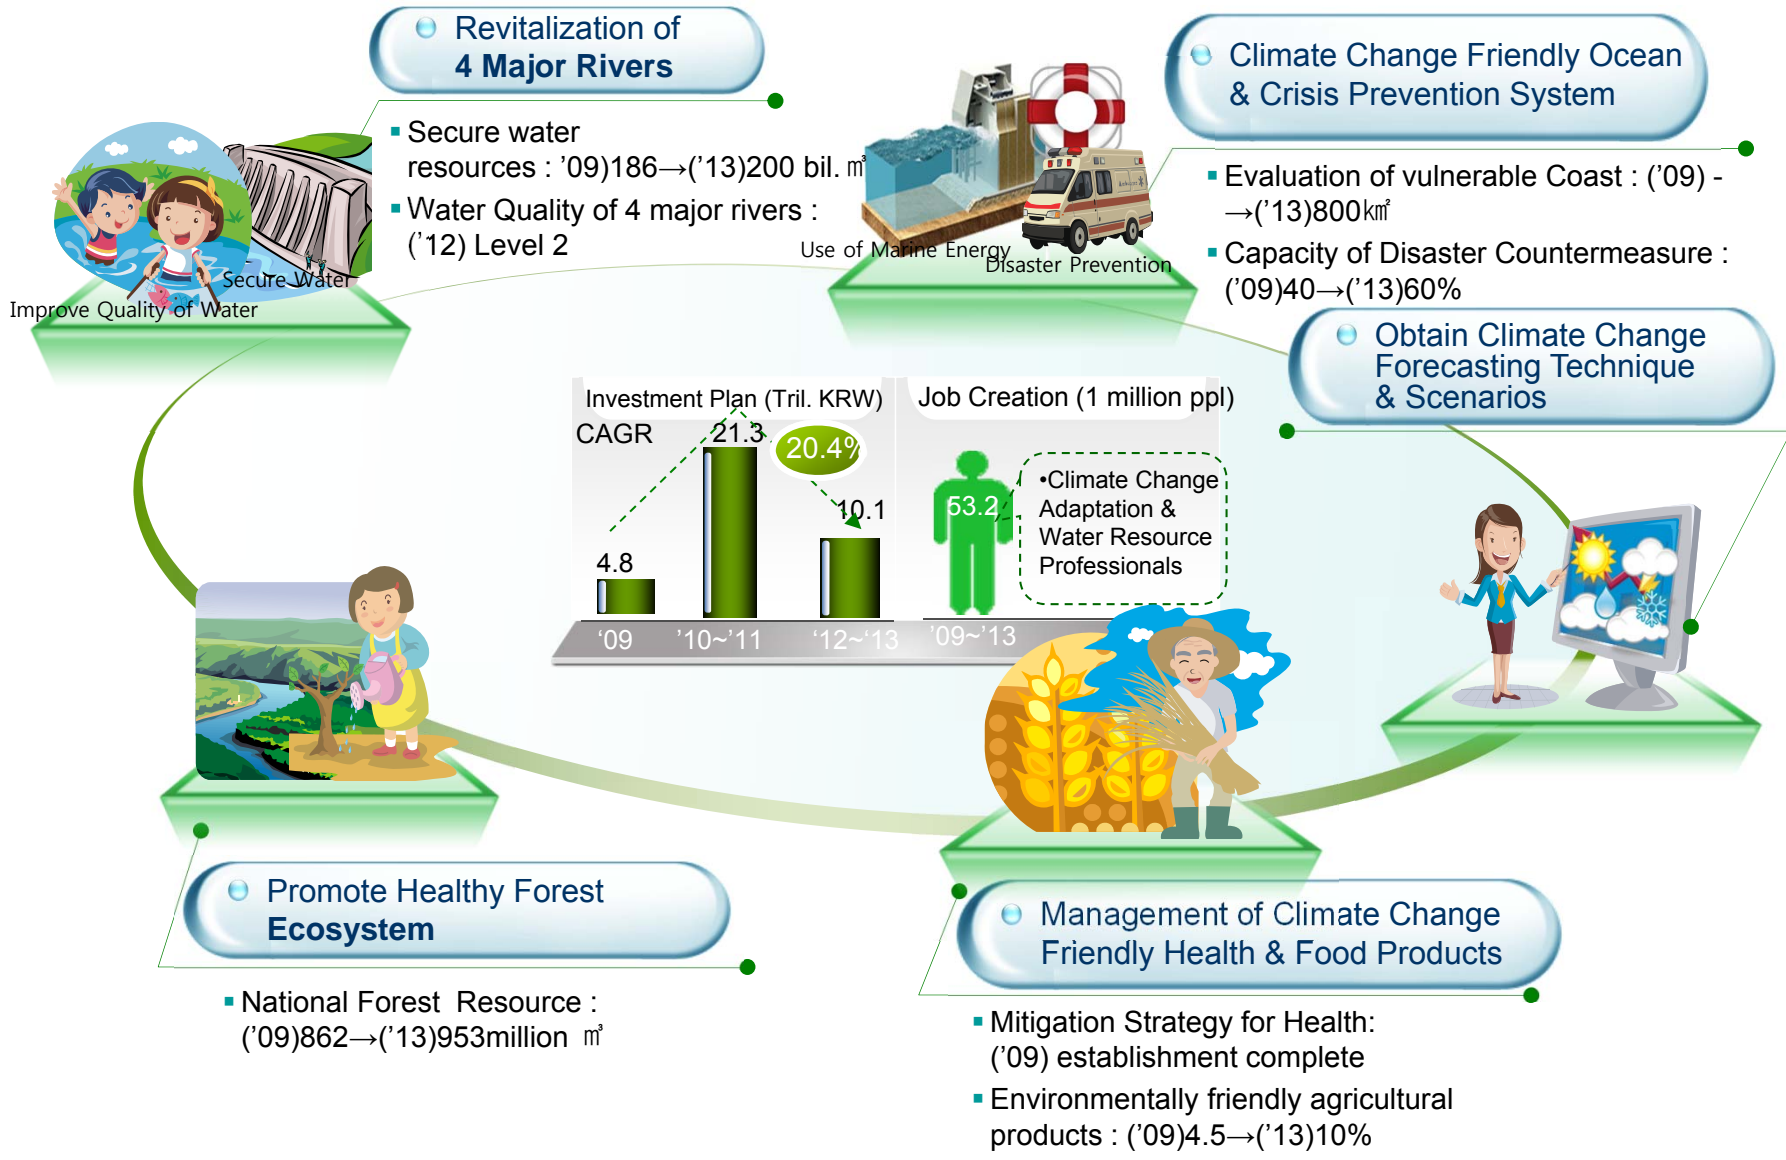 Revitalization of
4 Major Rivers
▪ Secure water
resources : ’09)186→(’13)200 bil. ㎥
▪ Water Quality of 4 major rivers :
(’12) Level 2
Secure Water
Improve Quality of Water
Climate Change Friendly Ocean
& Crisis Prevention System
▪ Evaluation of vulnerable Coast : (’09) -
→(’13)800㎢
▪ Capacity of Disaster Countermeasure :
(’09)40→(’13)60%
Use of Marine Energy
Disaster Prevention
Obtain Climate Change
Forecasting Technique
& Scenarios
Investment Plan (Tril. KRW)
CAGR
21.3
20.4%
10.1
4.8
‘09
’10~’11
‘12~‘13
Job Creation (1 million ppl)
53.2
•Climate Change
Adaptation &
Water Resource
Professionals
’09~’13
Promote Healthy Forest
Ecosystem
▪ National Forest Resource :
(’09)862→(’13)953million ㎥
Management of Climate Change
Friendly Health & Food Products
▪ Mitigation Strategy for Health:
(’09) establishment complete
▪ Environmentally friendly agricultural
products : (’09)4.5→(’13)10%